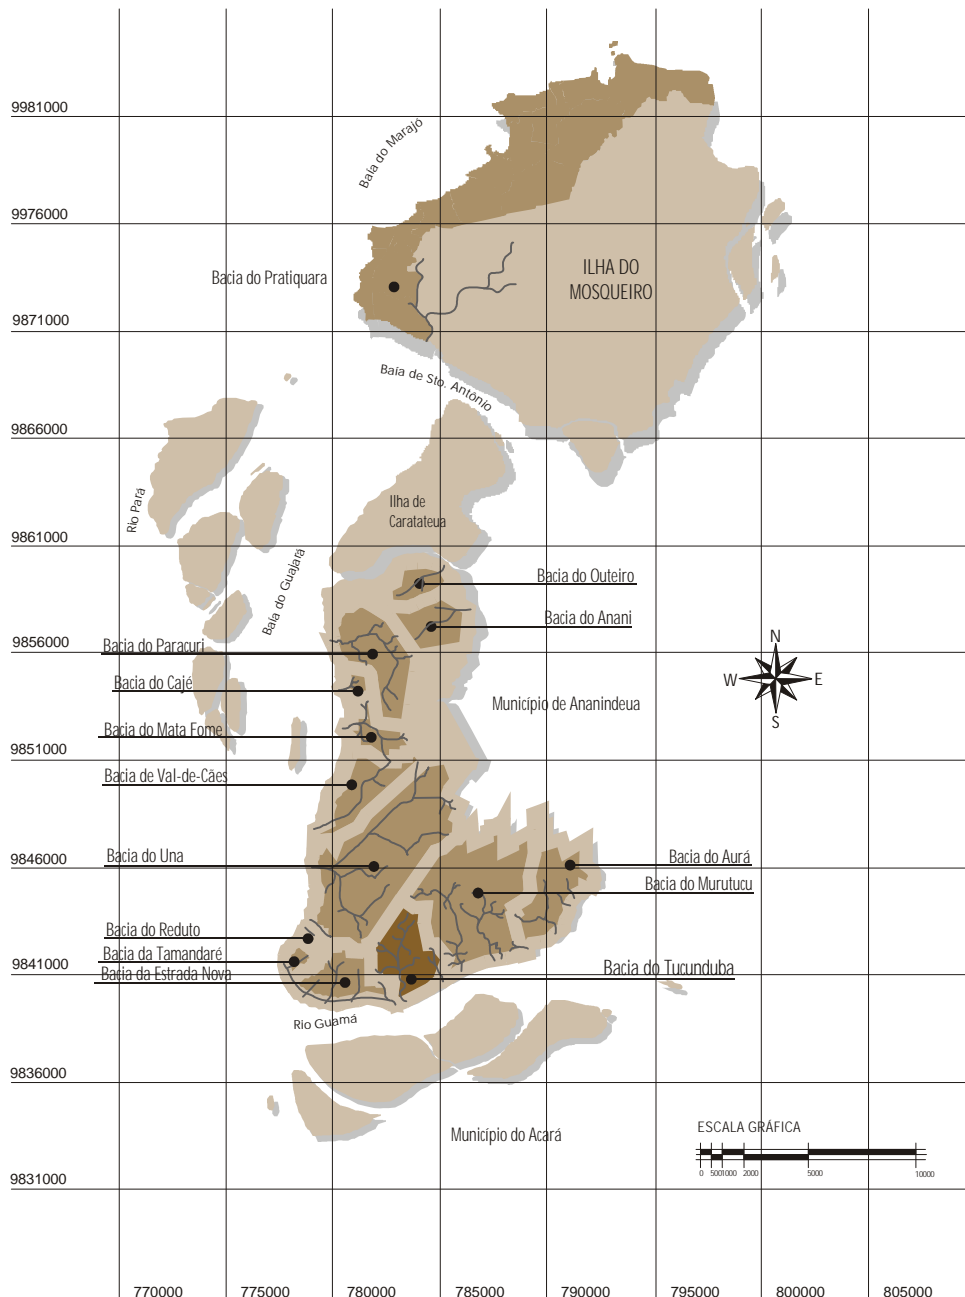 9981000
Baía do Marajó
9976000
Bacia do Pratiquara
ILHA DO
MOSQUEIRO
9871000
Baía de Sto. Antônio
9866000
Rio Pará
Ilha de
Caratateua
9861000
Baía do Guajará
Bacia do Outeiro
Bacia do Anani
9856000
Bacia do Paracuri
N
W
E
S
Bacia do Cajé
Município de Ananindeua
Bacia do Mata Fome
9851000
Bacia de Val-de-Cães
9846000
Bacia do Una
Bacia do Aurá
Bacia do Murutucu
Bacia do Reduto
Bacia da Tamandaré
9841000
Bacia da Estrada Nova
Bacia do Tucunduba
Rio Guamá
9836000
Município do Acará
ESCALA GRÁFICA
0 500 1000 2000 5000 10000
9831000
770000 775000 780000 785000 790000 795000 800000 805000